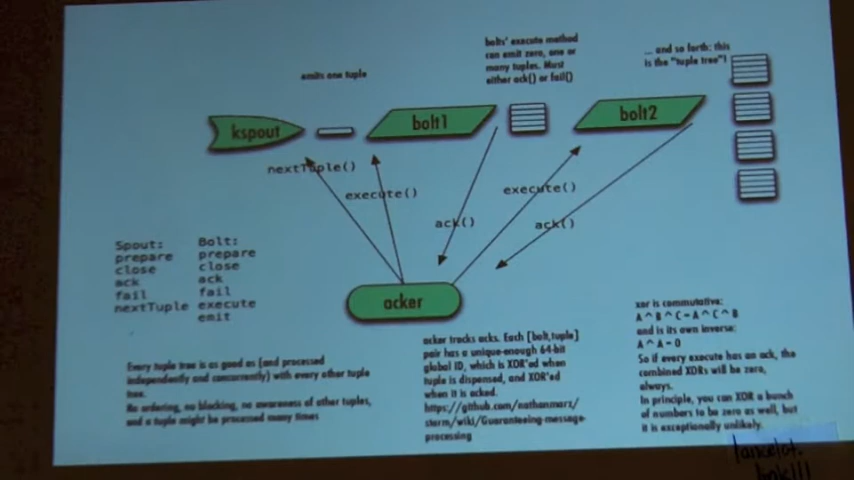 emits one tuple
bolts' execute method
can emit zero, one or
many tuples. Must
either ack() or fail()
... and so forth: this
is the "tuple tree"!
kspout
bolt1
bolt2
nextTuple()
execute()
execute()
ack()
ack()
Spout:
prepare
close
ack
fail
nextTuple
Bolt:
prepare
close
ack
fail
execute
emit
acker
Every tuple tree is as good as (and processed
independently and concurrently) with every other tuple
tree.
No ordering, no blocking, no awareness of other tuples,
and a tuple might be processed many times
acker tracks acks. Each [bolt,tuple]
pair has a unique-enough 64-bit
global ID, which is XOR'ed when
tuple is dispensed, and XOR'ed
when it is acked.
https://github.com/nathanmarz/
storm/wiki/Guaranteeing-message-
processing
xor is commutative:
A^B^C=A^C^B
and is its own inverse:
A^A=0
So if every execute has an ack, the
combined XORs will be zero,
always.
In principle, you can XOR a bunch
of numbers to be zero as well, but
it is exceptionally unlikely.
lancelot.